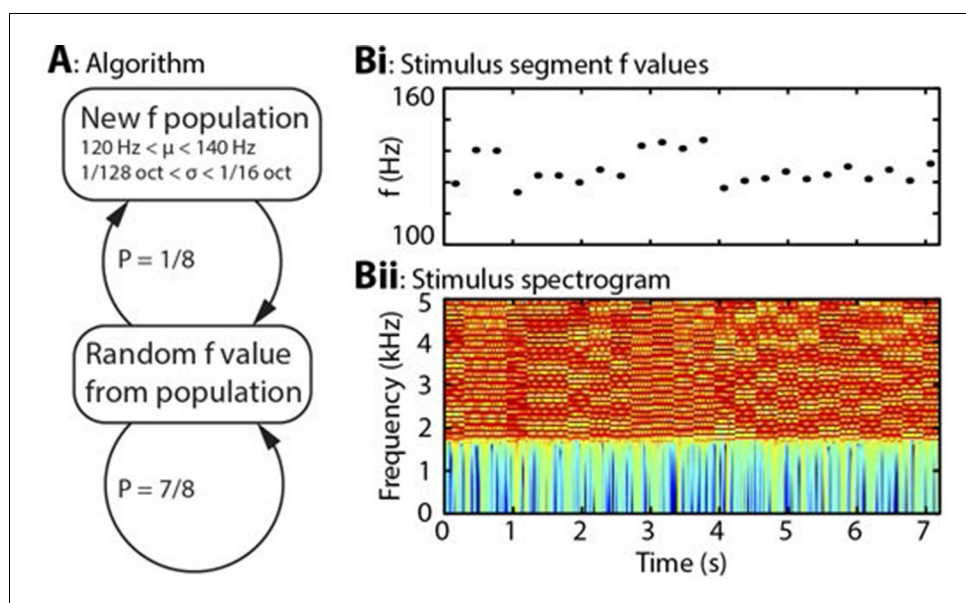 A: Algorithm
New f population
120 Hz < μ < 140 Hz
1/128 oct < σ < 1/16 oct
P = 1/8
Random f value
from population
P = 7/8
Bi: Stimulus segment f values
160
f (Hz)
100
Bii: Stimulus spectrogram
5
4
3
2
1
0
Frequency (kHz)
0 1 2 3 4 5 6 7
Time (s)